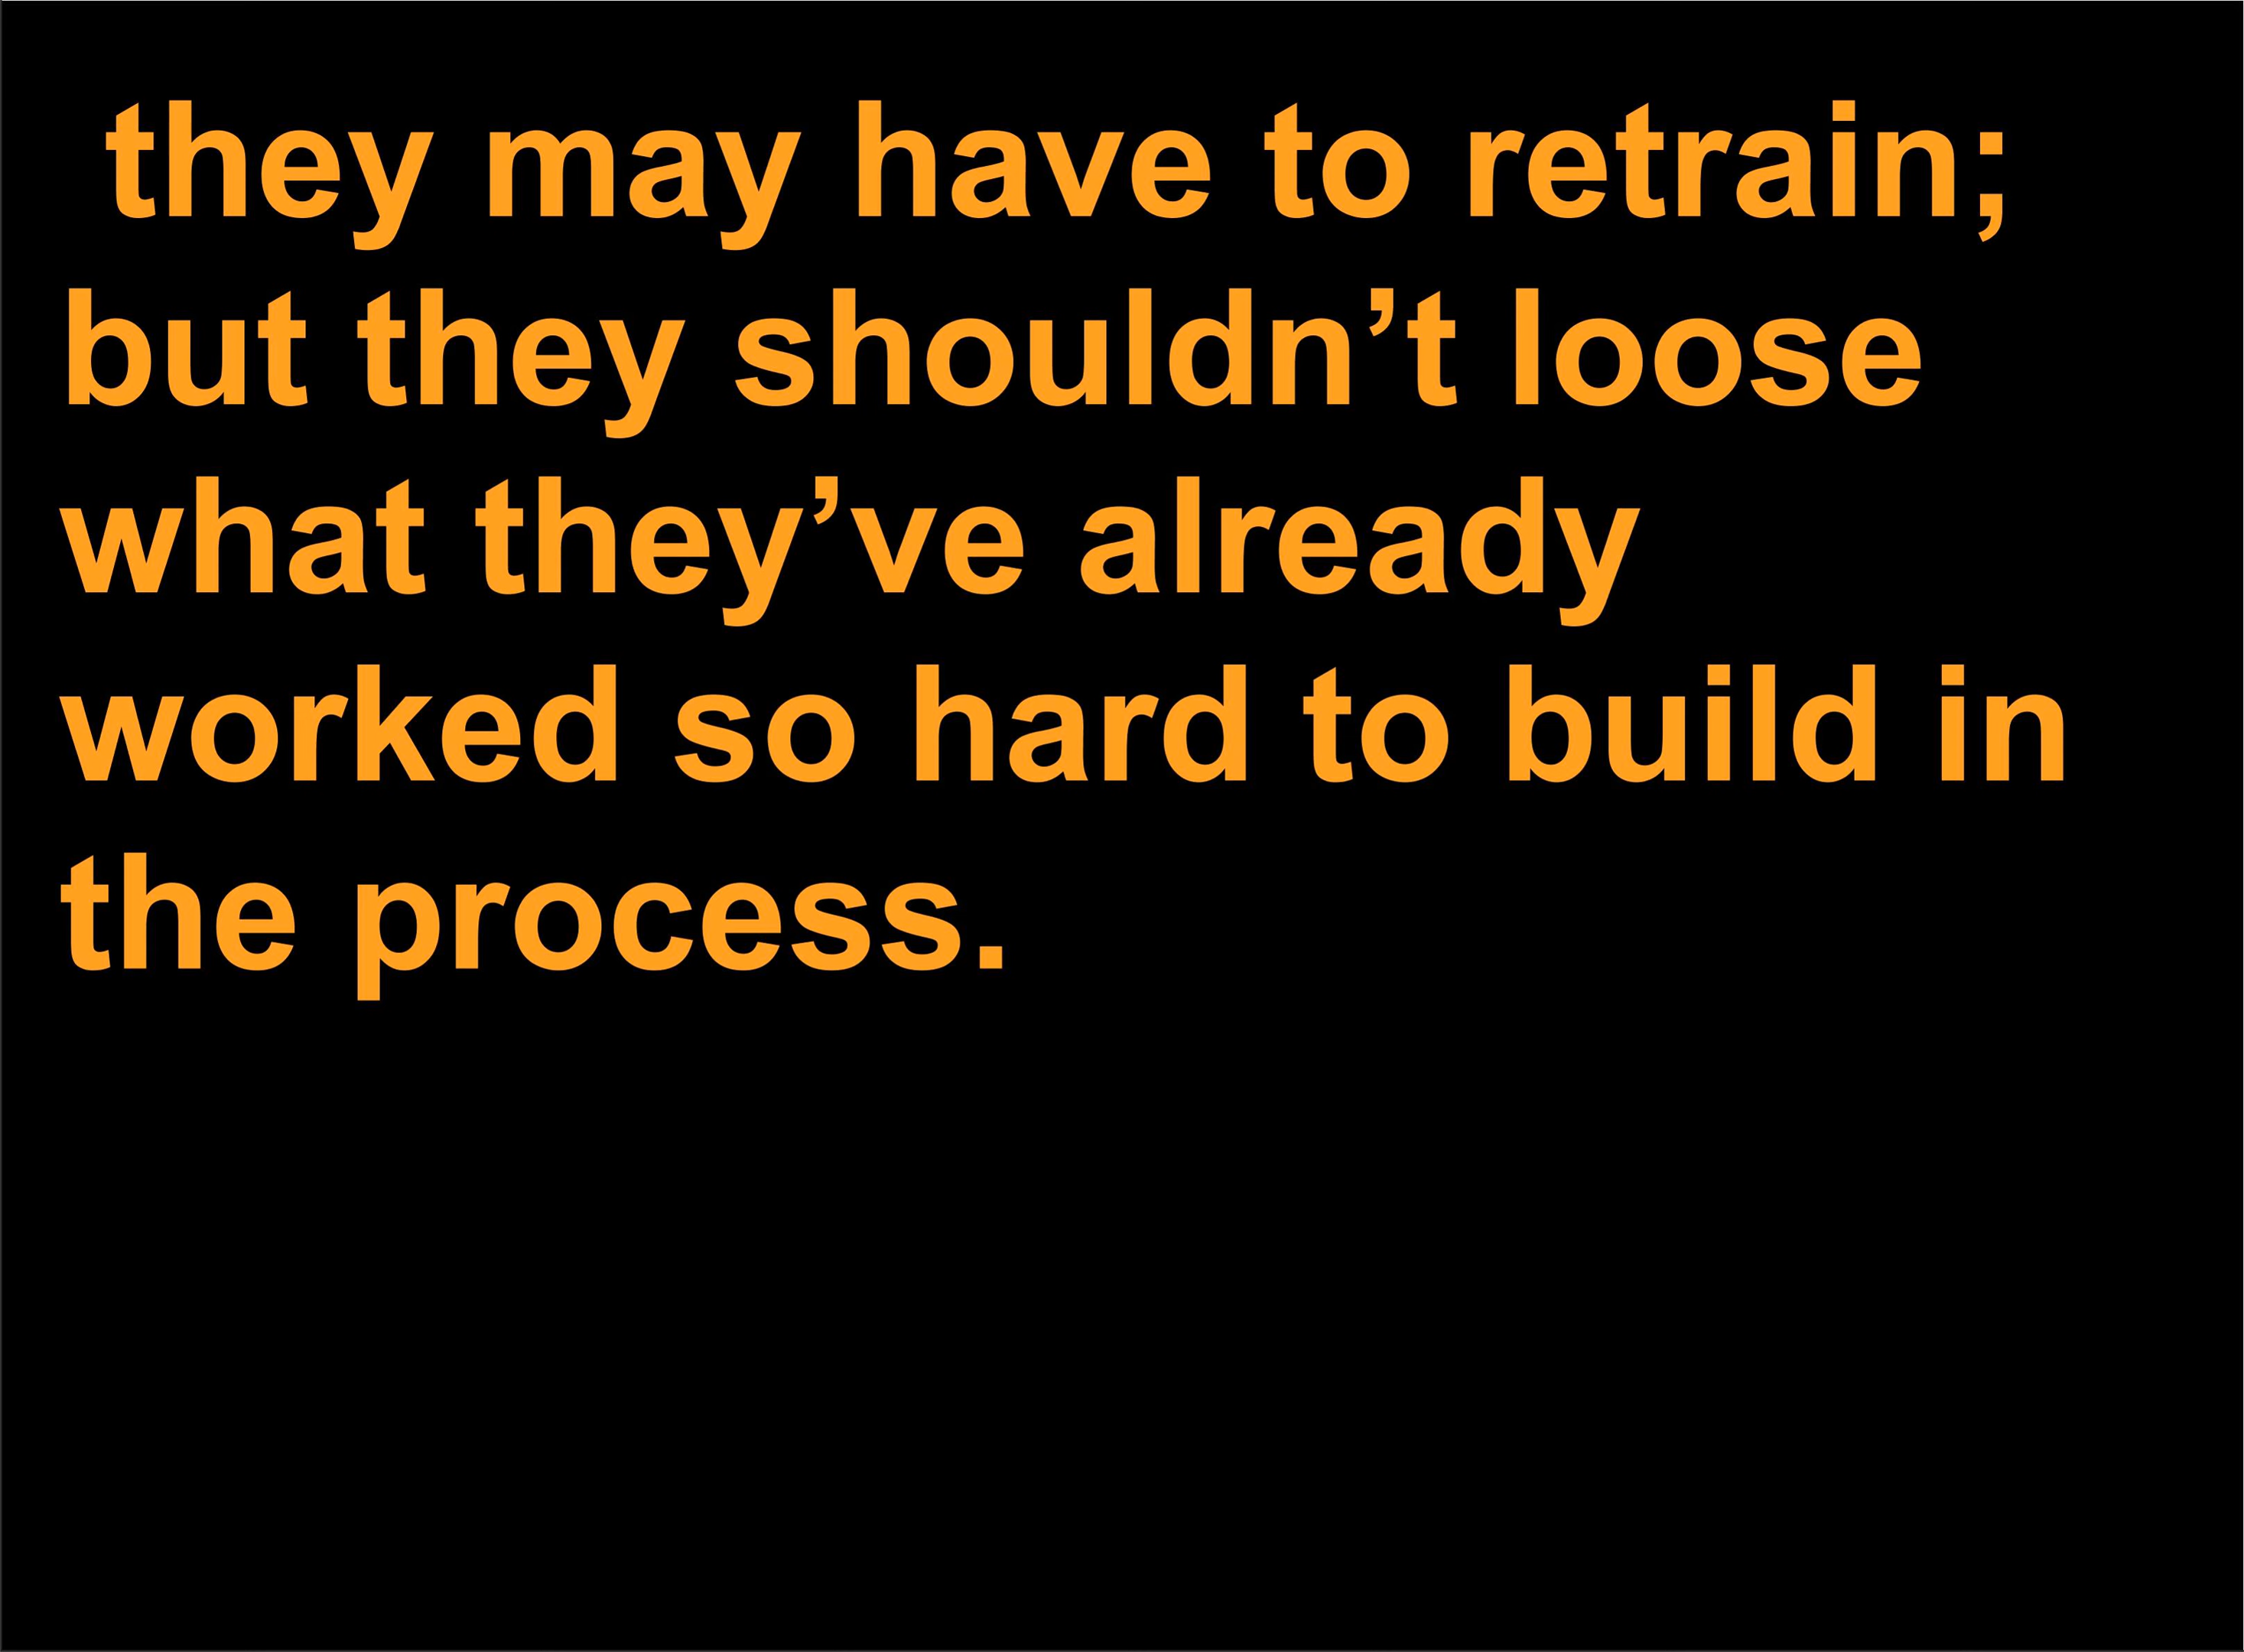 they may have to retrain;
but they shouldn’t loose
what they’ve already
worked so hard to build in
the process.